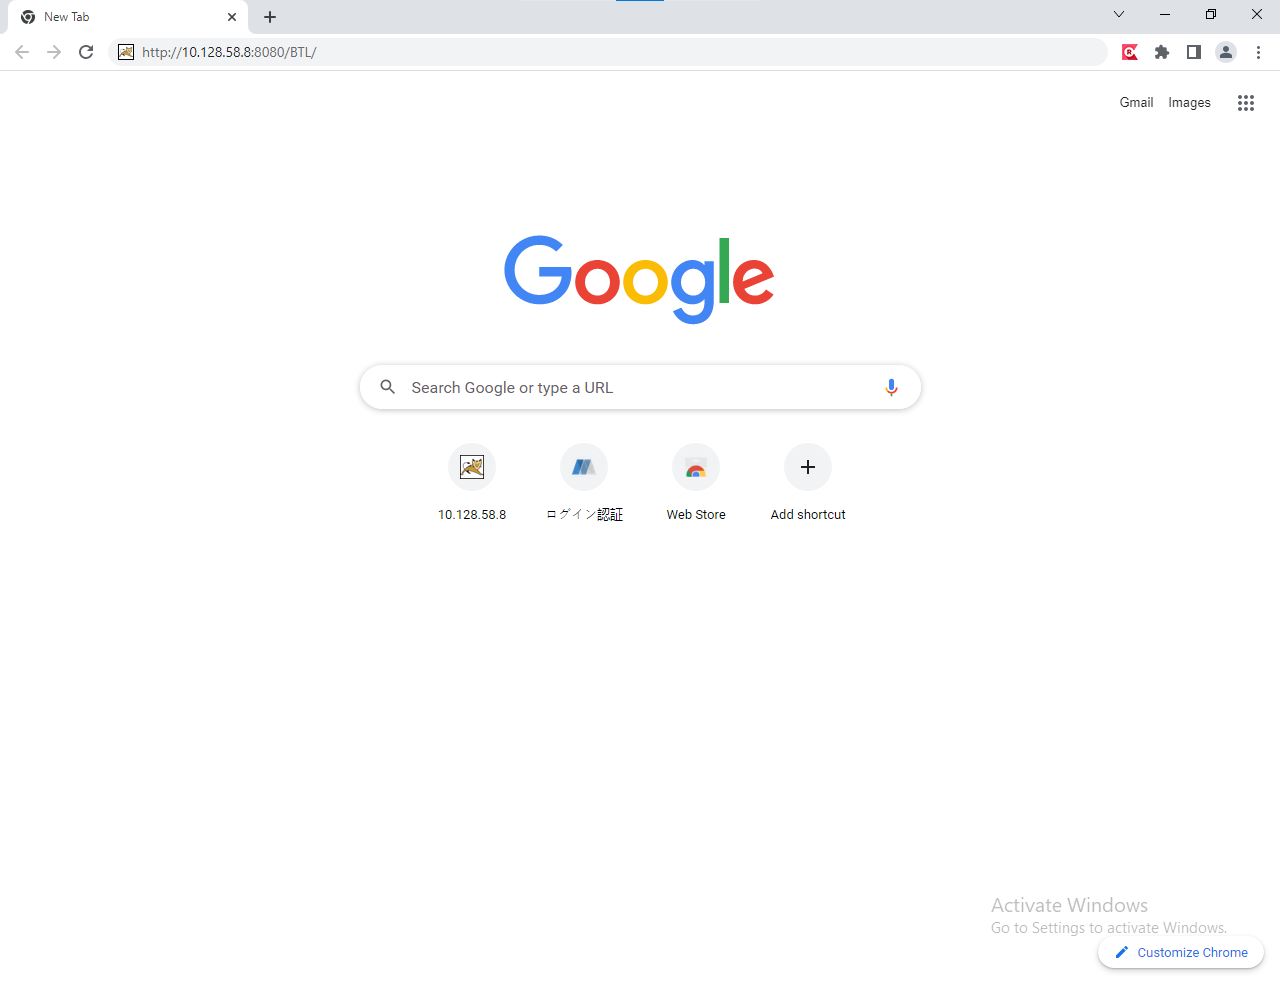 New Tab
http://10.128.58.8:8080/BTL/
Gmail Images
Google
Search Google or type a URL
10.128.58.8 ログイン認証 Web Store Add shortcut
Activate Windows
Go to Settings to activate Windows.
Customize Chrome